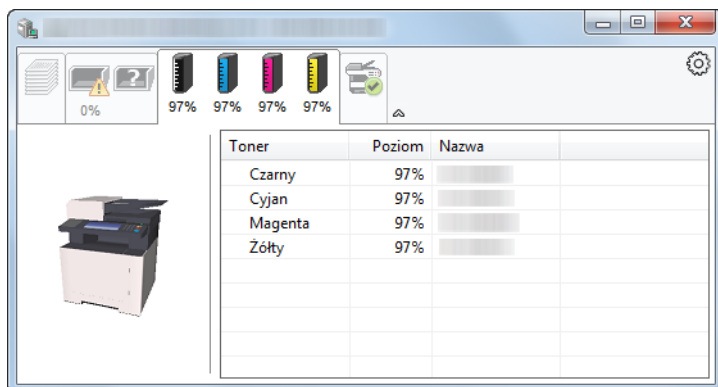 0% 97% 97% 97% 97%
Toner Poziom Nazwa
Czarny 97%
Cyjan 97%
Magenta 97%
Żółty 97%